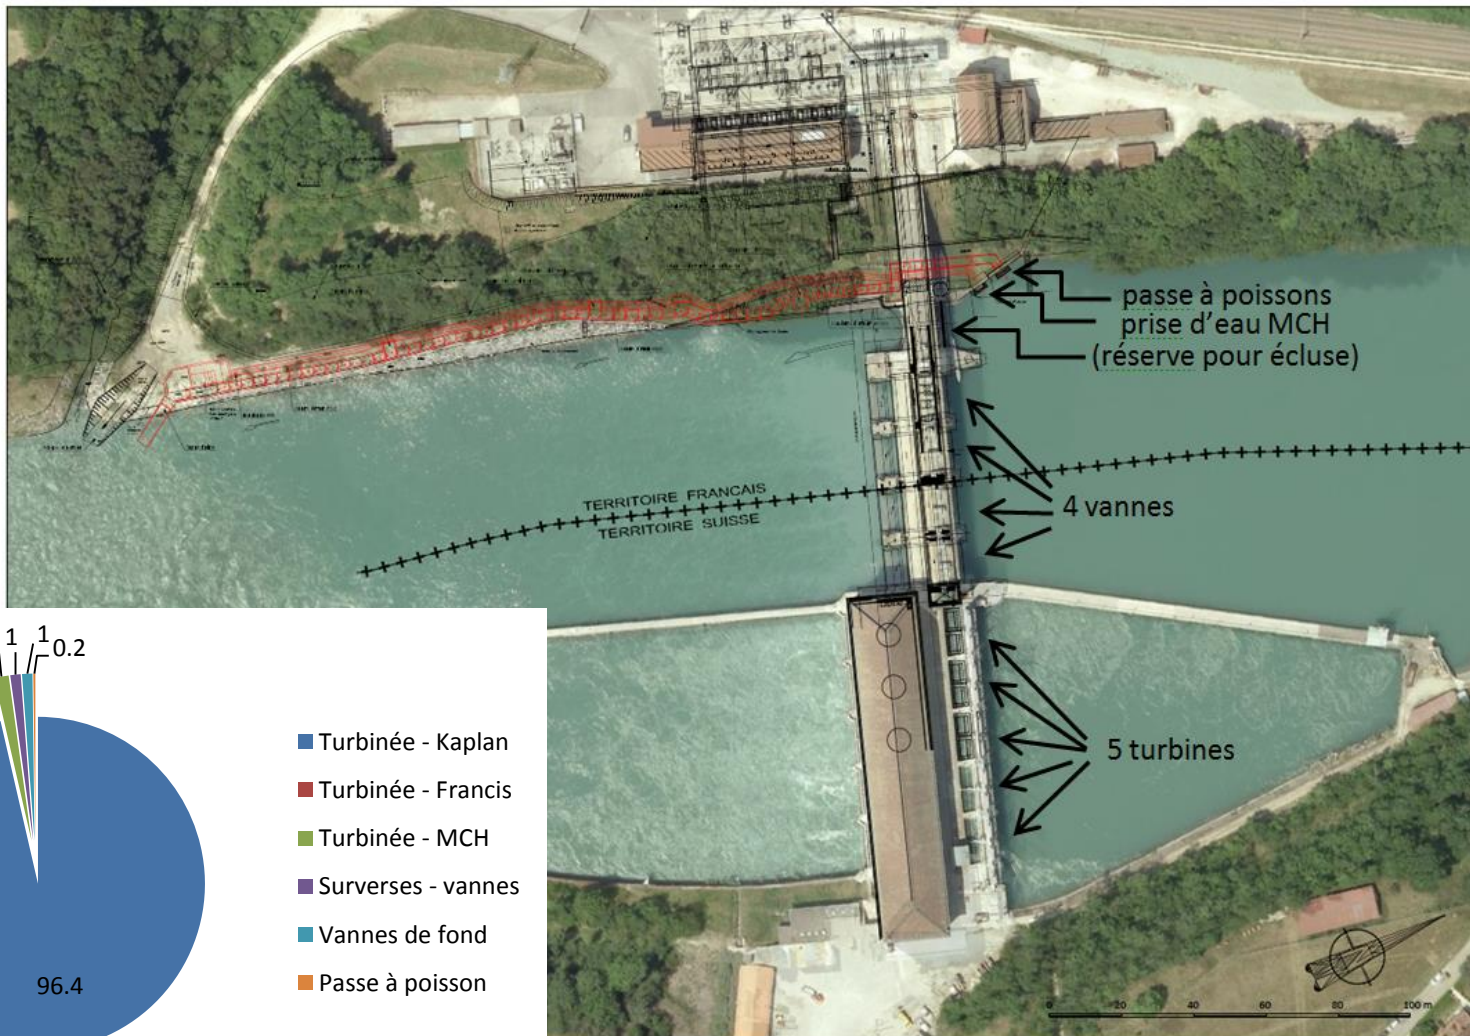 passe à poissons
prise d'eau MCH
(réserve pour écluse)
TERRITOIRE FRANCAIS
TERRITOIRE SUISSE
4 vannes
5 turbines
1
1
0.2
96.4
Turbinée - Kaplan
Turbinée - Francis
Turbinée - MCH
Surverses - vannes
Vannes de fond
Passe à poisson
0 20 40 60 80 100 m